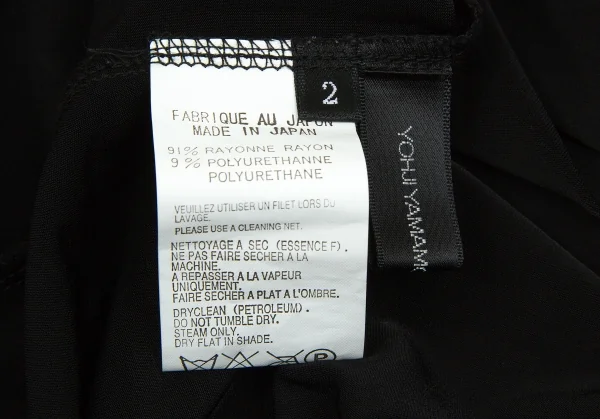 2
FABRIQUE AU JAPON
MADE IN JAPAN
91% RAYONNE RAYON
9% POLYURETHANNE
POLYURETHANE
VEUILLEZ UTILISER UN FILET LORS DU
LAVAGE.
PLEASE USE A CLEANING NET.
NETTOYAGE A SEC (ESSENCE F).
NE PAS FAIRE SECHER A LA
MACHINE.
A REPASSER A LA VAPEUR
UNIQUEMENT.
FAIRE SECHER A PLAT A L'OMBRE.
DRYCLEAN (PETROLEUM).
DO NOT TUMBLE DRY.
STEAM ONLY.
DRY FLAT IN SHADE.
P
YOHJI YAMAM